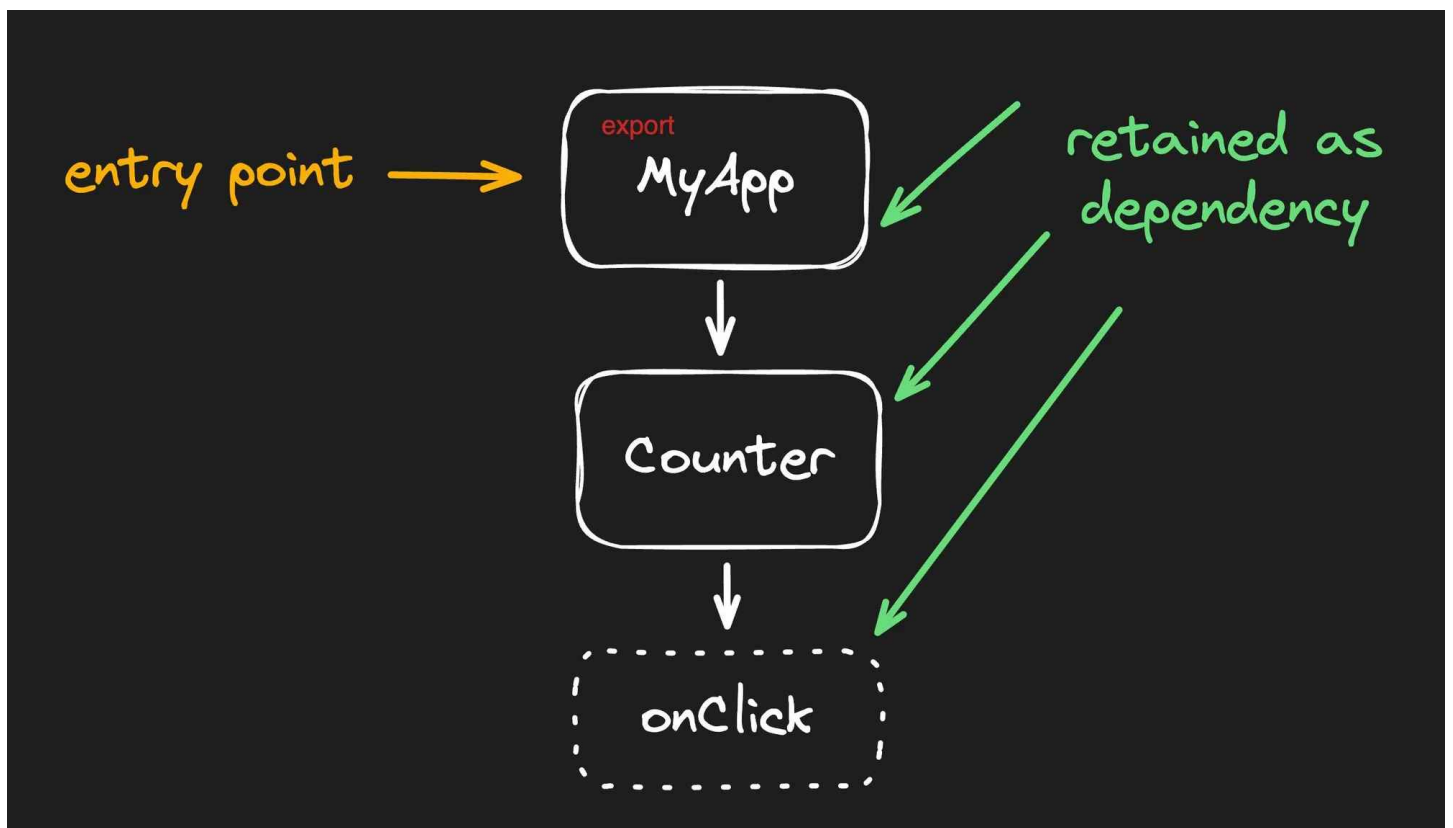 export
entry point
MyApp
retained as
dependency
Counter
onClick